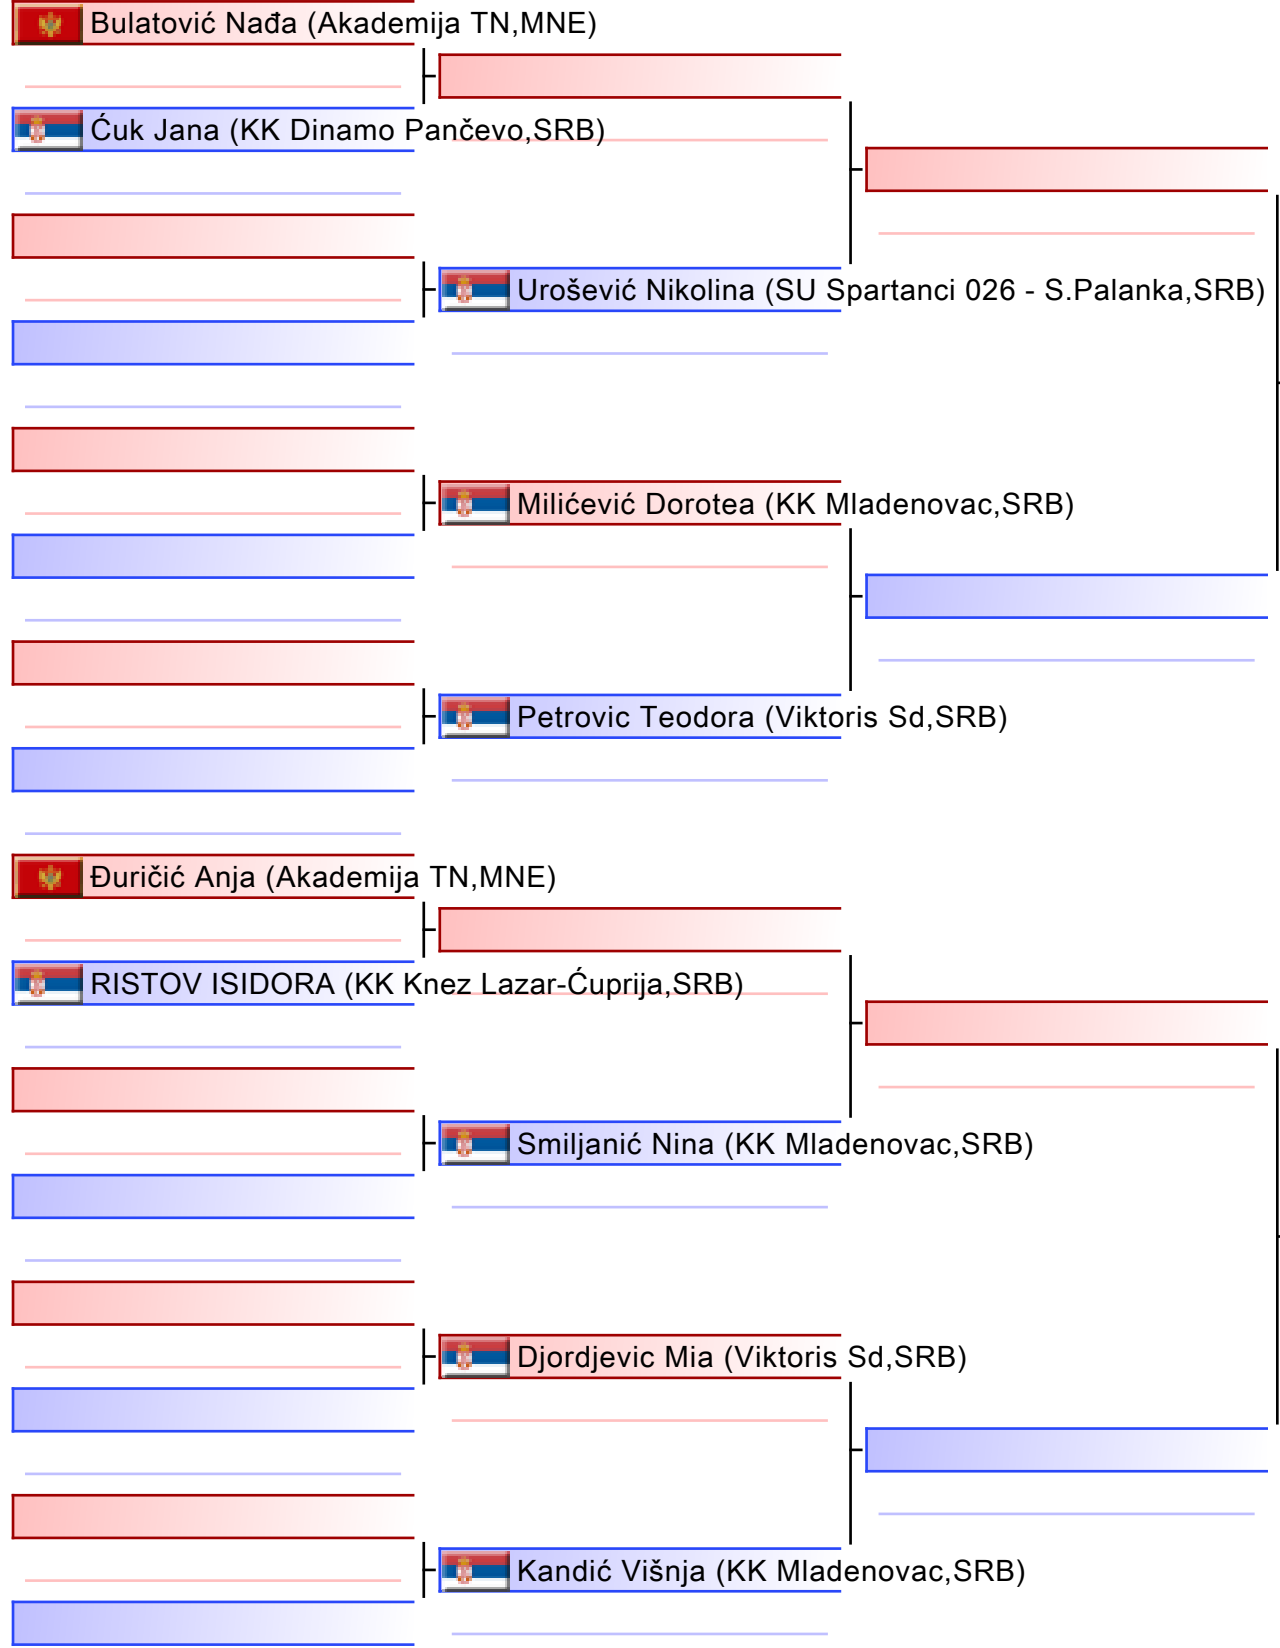 Bulatović Nađa (Akademija TN,MNE)
Ćuk Jana (KK Dinamo Pančevo,SRB)
Urošević Nikolina (SU Spartanci 026 - S.Palanka,SRB)
Milićević Dorotea (KK Mladenovac,SRB)
Petrovic Teodora (Viktoris Sd,SRB)
Đuričić Anja (Akademija TN,MNE)
RISTOV ISIDORA (KK Knez Lazar-Ćuprija,SRB)
Smiljanić Nina (KK Mladenovac,SRB)
Djordjevic Mia (Viktoris Sd,SRB)
Kandić Višnja (KK Mladenovac,SRB)